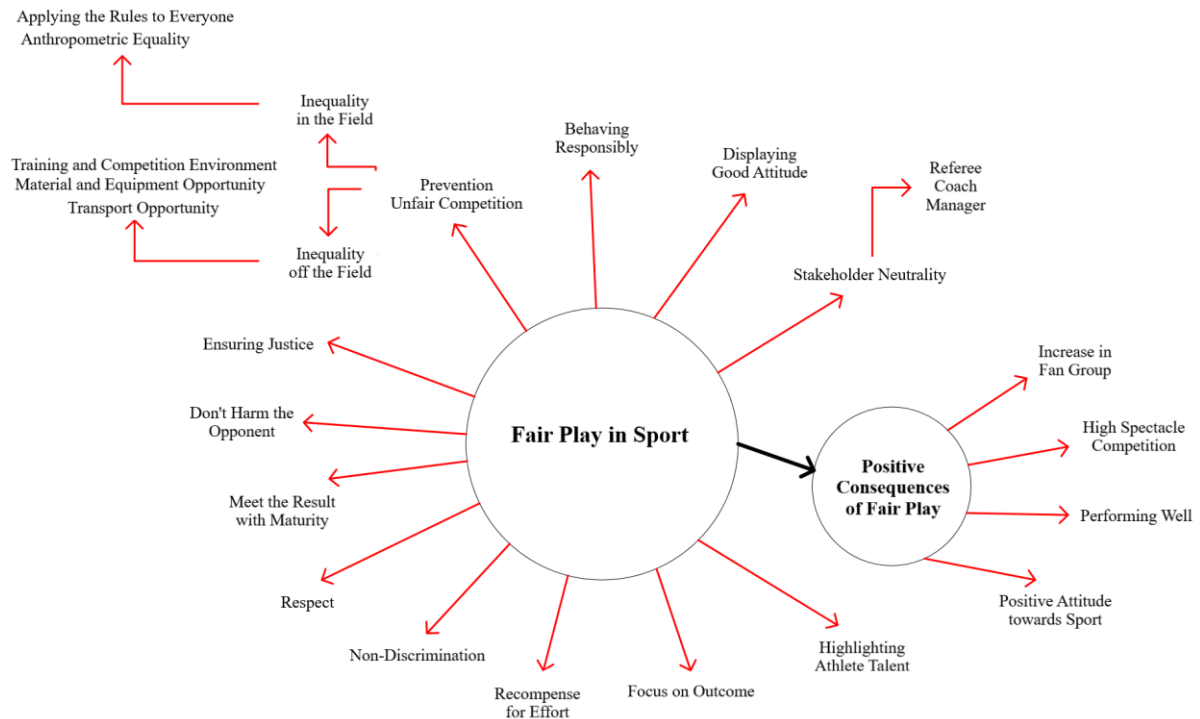 Applying the Rules to Everyone
Anthropometric Equality
Inequality
in the Field
Training and Competition Environment
Material and Equipment Opportunity
Transport Opportunity
Inequality
off the Field
Prevention
Unfair Competition
Behaving
Responsibly
Displaying
Good Attitude
Referee
Coach
Manager
Stakeholder Neutrality
Ensuring Justice
Don't Harm the
Opponent
Meet the Result
with Maturity
Respect
Non-Discrimination
Recompense
for Effort
Focus on Outcome
Highlighting
Athlete Talent
Fair Play in Sport
Positive
Consequences
of Fair Play
Increase in
Fan Group
High Spectacle
Competition
Performing Well
Positive Attitude
towards Sport